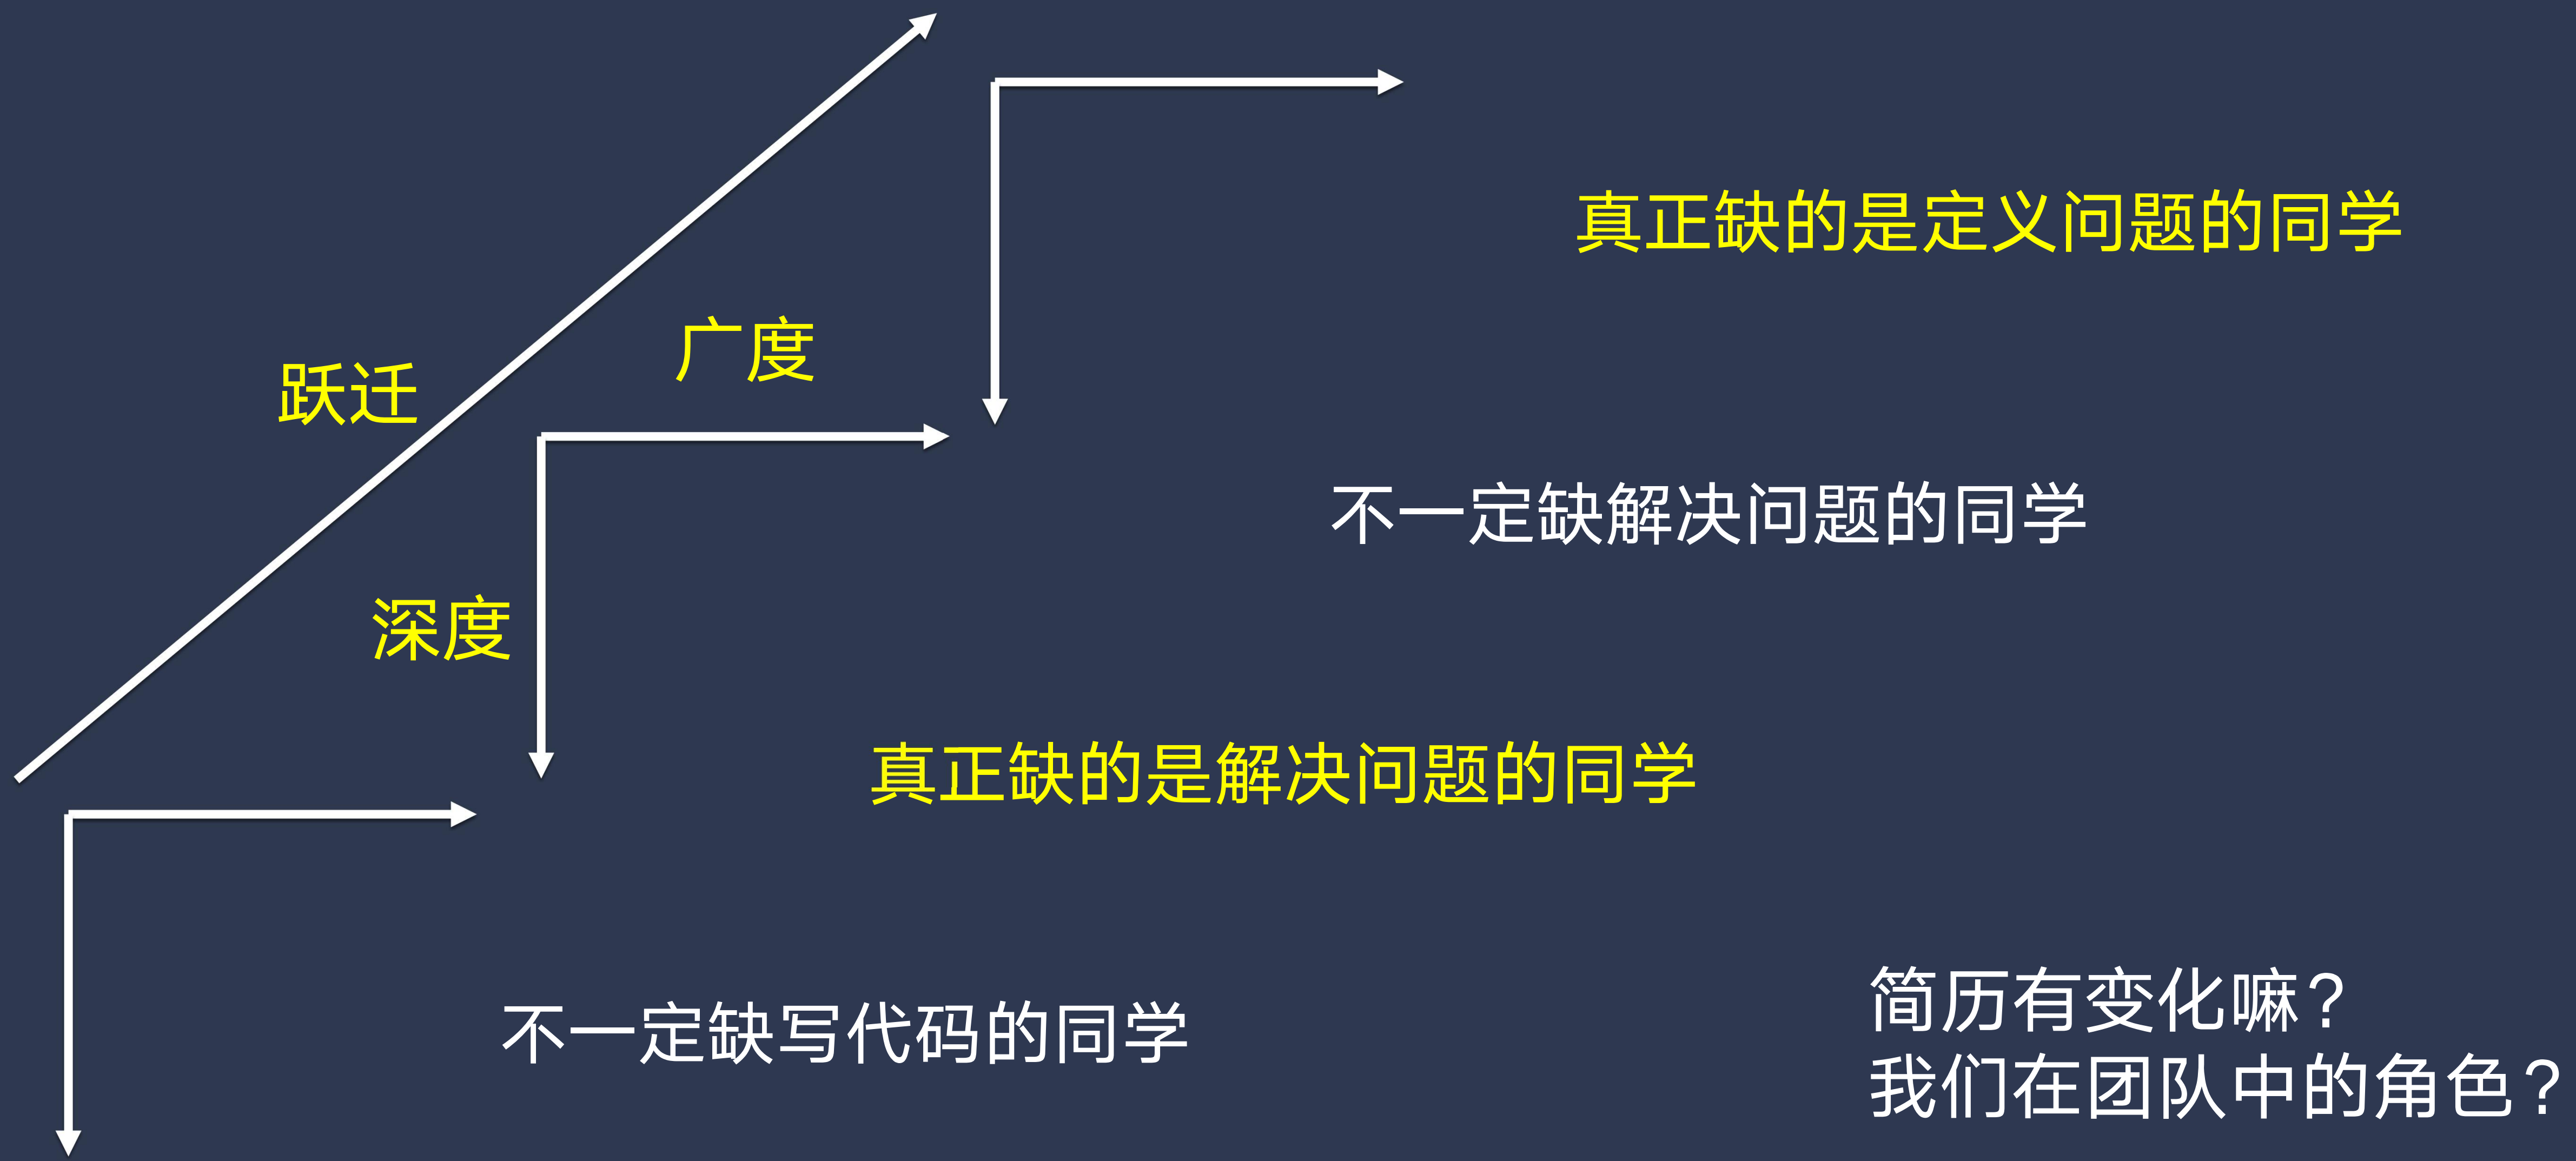 真正缺的是定义问题的同学
广度
跃迁
不一定缺解决问题的同学
深度
真正缺的是解决问题的同学
不一定缺写代码的同学
简历有变化嘛？
我们在团队中的角色？